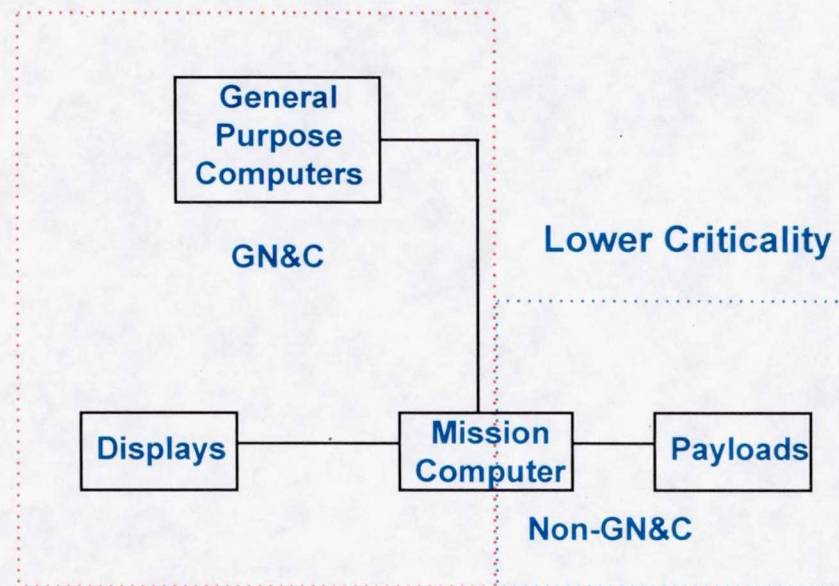 General
Purpose
Computers
GN&C
Lower Criticality
Displays
Mission
Computer
Payloads
Non-GN&C